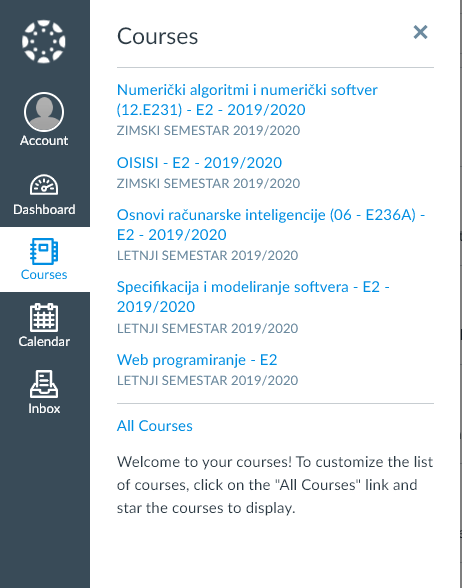 Courses
Numerički algoritmi i numerički softver
(12.E231) - E2 - 2019/2020
ZIMSKI SEMESTAR 2019/2020
OISISI - E2 - 2019/2020
ZIMSKI SEMESTAR 2019/2020
Osnovi računarske inteligencije (06 - E236A) -
E2 - 2019/2020
LETNJI SEMESTAR 2019/2020
Specifikacija i modeliranje softvera - E2 -
2019/2020
LETNJI SEMESTAR 2019/2020
Web programiranje - E2
LETNJI SEMESTAR 2019/2020
All Courses
Welcome to your courses! To customize the list
of courses, click on the "All Courses" link and
star the courses to display.
Account
Dashboard
Courses
Calendar
Inbox